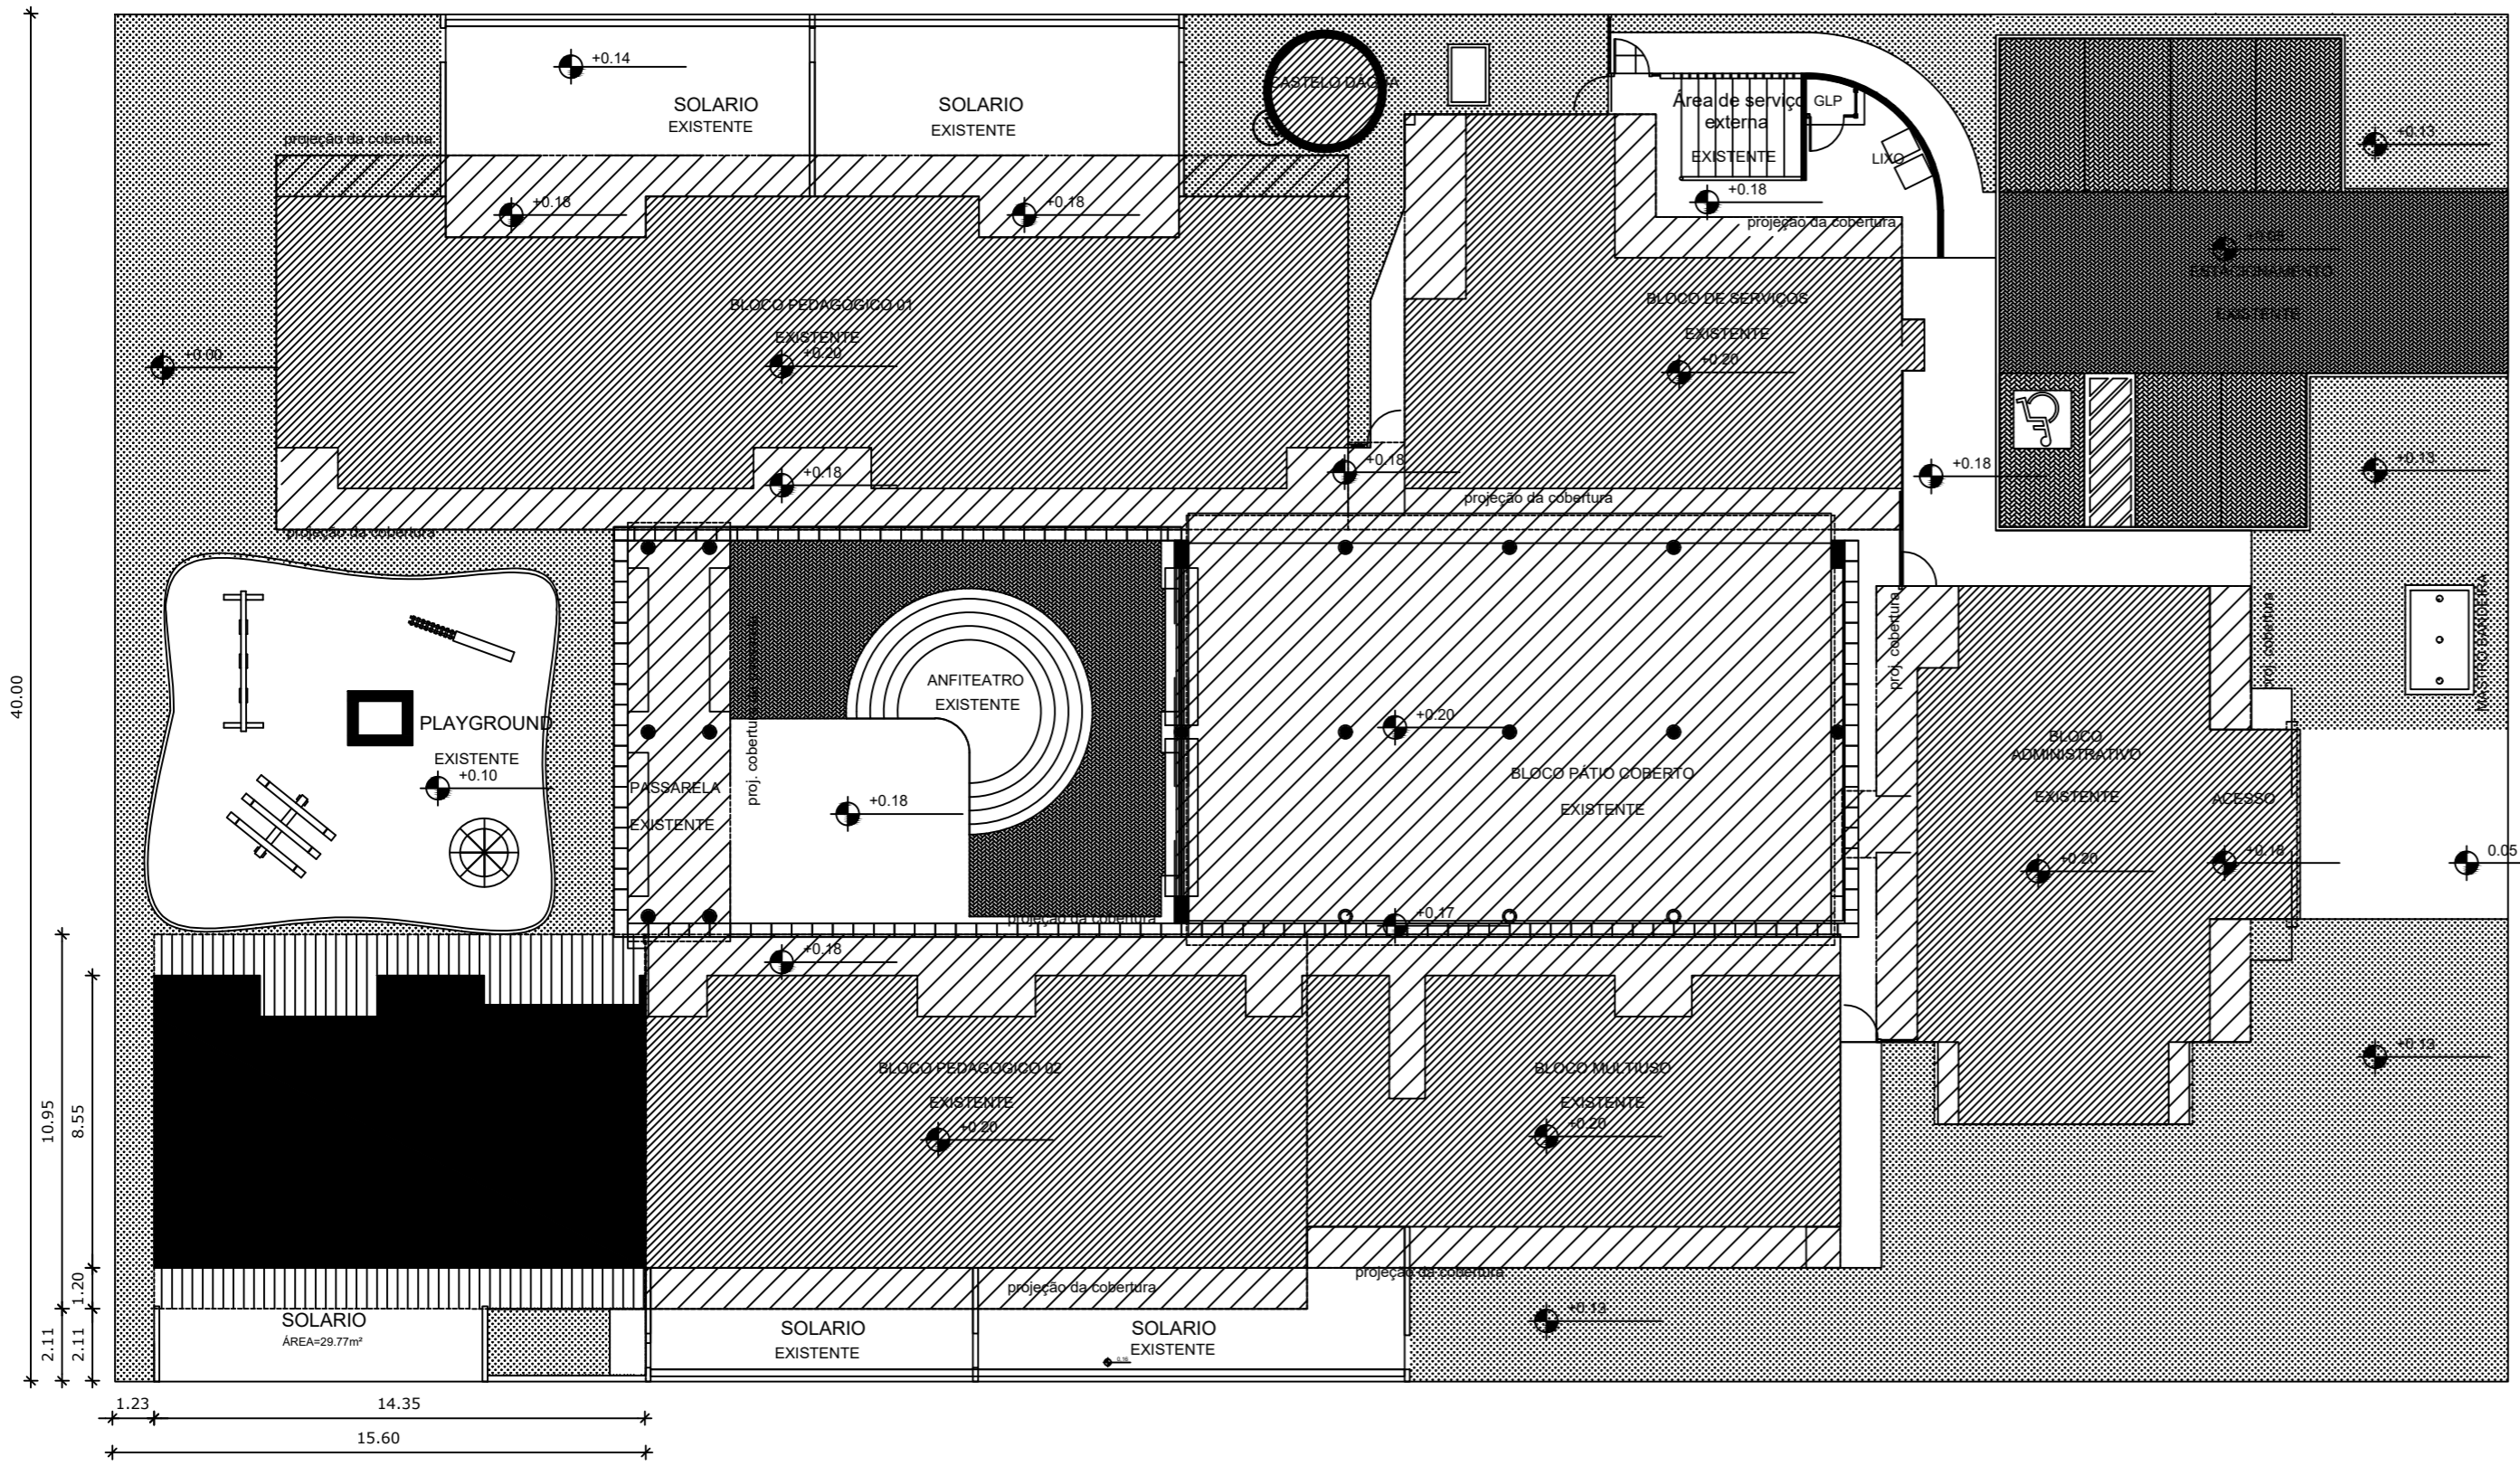 +0.14
SOLARIO
EXISTENTE
SOLARIO
EXISTENTE
CASTELO DAGUA
Área de serviço
externa
EXISTENTE
GLP
LIXO
+0.18
projeção da cobertura
+0.13
projeção da cobertura
+0.18
+0.18
ESTACIONAMENTO
EXISTENTE
BLOCO PEDAGOGICO 01
EXISTENTE
+0.20
BLOCO DE SERVIÇOS
EXISTENTE
+0.20
+0.00
+0.18
+0.18
+0.18
+0.13
projeção da cobertura
projeção da cobertura
PLAYGROUND
EXISTENTE
+0.10
PASSARELA
EXISTENTE
proj. cobertura
ANFITEATRO
EXISTENTE
+0.18
+0.20
BLOCO PÁTIO COBERTO
EXISTENTE
proj. cobertura
BLOCO
ADMINISTRATIVO
EXISTENTE
+0.20
ACESSO
+0.18
proj. cobertura
MASTRO BANDEIRA
0.05
projeção da cobertura
+0.17
+0.18
BLOCO PEDAGOGICO 02
EXISTENTE
+0.20
BLOCO MULTIUSO
EXISTENTE
+0.20
+0.13
projeção da cobertura
projeção da cobertura
+0.13
SOLARIO
ÁREA=29.77m²
SOLARIO
EXISTENTE
SOLARIO
EXISTENTE
40.00
10.95
8.55
1.20
2.11
2.11
1.23
14.35
15.60